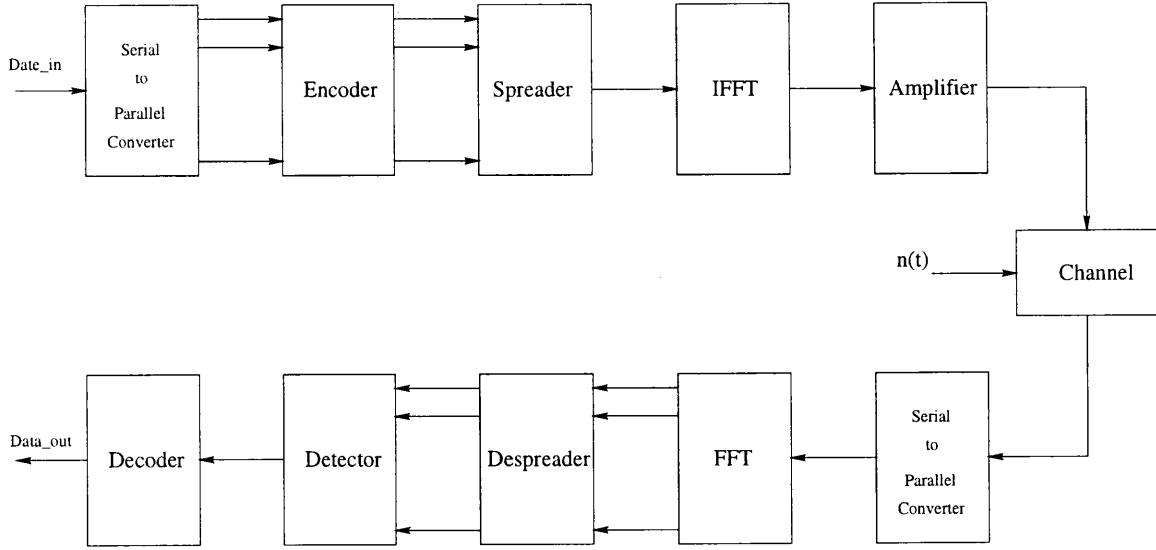 Date_in
Serial
to
Parallel
Converter
Encoder
Spreader
IFFT
Amplifier
n(t)
Channel
Data_out
Decoder
Detector
Despreader
FFT
Serial
to
Parallel
Converter